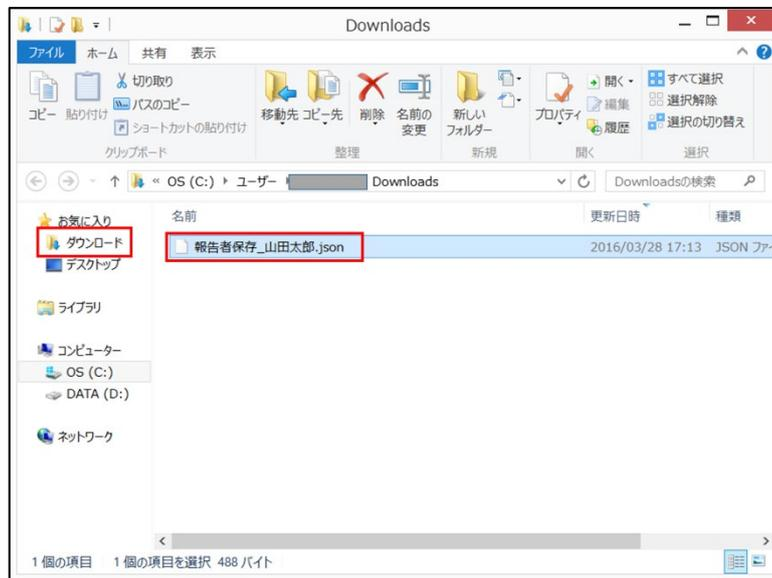 Downloads
ファイル ホーム 共有 表示
コピー 貼り付け 切り取り パスのコピー ショートカットの貼り付け 移動先 コピー先 削除 名前の変更 新しいフォルダー プロパティ 開く 編集 履歴 すべて選択 選択解除 選択の切り替え
クリップボード 整理 新規 開く 選択
« OS (C:) ユーザー Downloads Downloadsの検索
名前 更新日時 種類
お気に入り
ダウンロード
デスクトップ
ライブラリ
コンピューター
OS (C:)
DATA (D:)
ネットワーク
報告者保存_山田太郎.json 2016/03/28 17:13 JSON ファ
1 個の項目 1 個の項目を選択 488 バイト